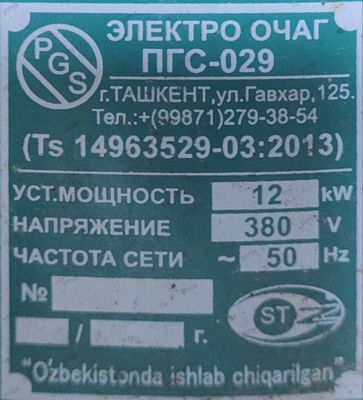 PGS
ЭЛЕКТРО ОЧАГ
ПГС-029
г.ТАШКЕНТ,ул.Гавхар,125.
Тел.:+(99871)279-38-54
(Ts 14963529-03:2013)
УСТ.МОЩНОСТЬ 12 kW
НАПРЯЖЕНИЕ 380 V
ЧАСТОТА СЕТИ ~ 50 Hz
№
/ / г.
ST
"O'zbekistonda ishlab chiqarilgan"